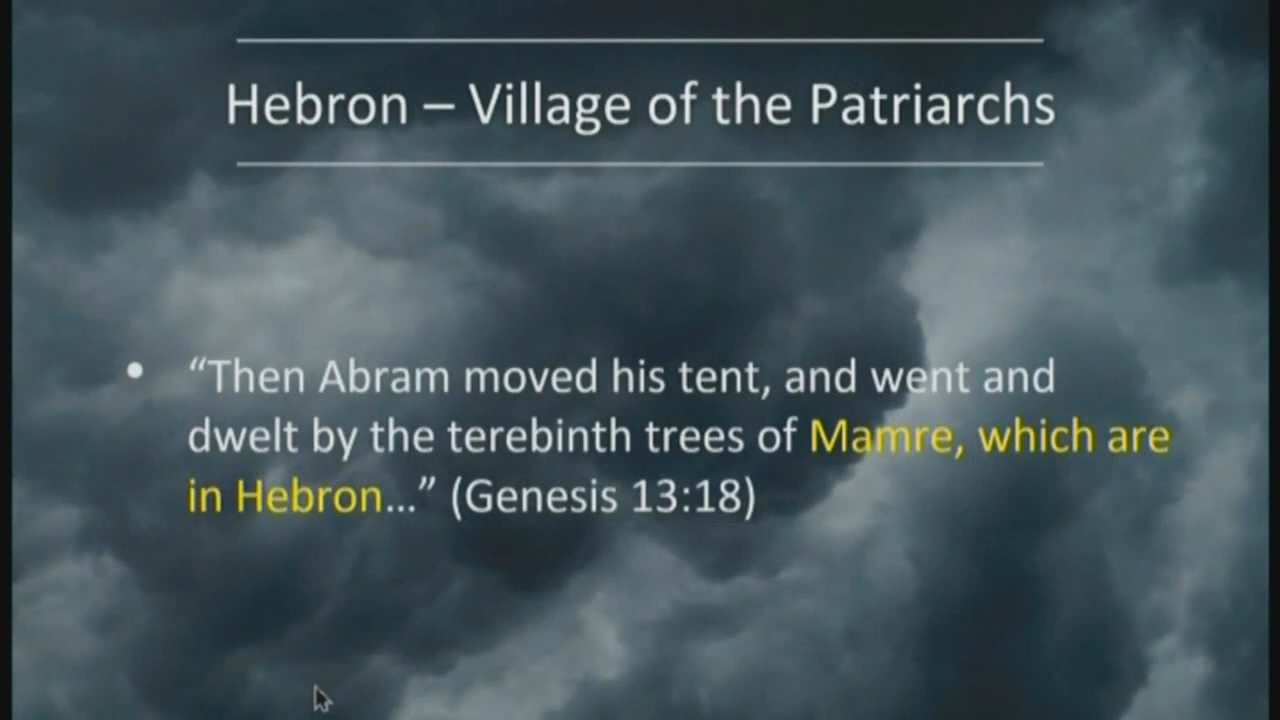 Hebron – Village of the Patriarchs
• “Then Abram moved his tent, and went and
dwelt by the terebinth trees of Mamre, which are
in Hebron…” (Genesis 13:18)